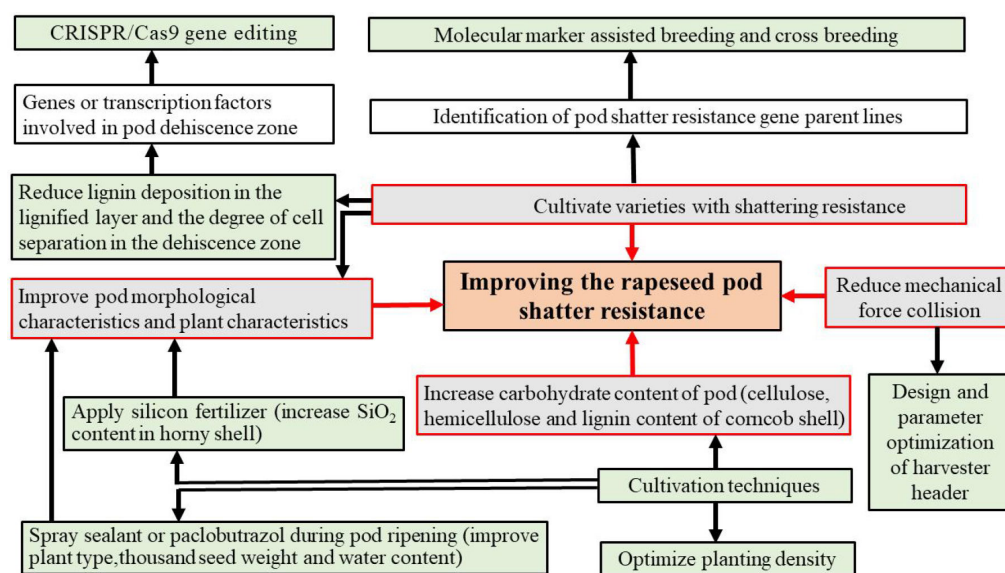 CRISPR/Cas9 gene editing
Molecular marker assisted breeding and cross breeding
Genes or transcription factors
involved in pod dehiscence zone
Identification of pod shatter resistance gene parent lines
Reduce lignin deposition in the
lignified layer and the degree of cell
separation in the dehiscence zone
Cultivate varieties with shattering resistance
Improve pod morphological
characteristics and plant characteristics
Improving the rapeseed pod
shatter resistance
Reduce mechanical
force collision
Apply silicon fertilizer (increase SiO₂
content in horny shell)
Increase carbohydrate content of pod (cellulose,
hemicellulose and lignin content of corncob shell)
Design and
parameter
optimization
of harvester
header
Cultivation techniques
Spray sealant or paclobutrazol during pod ripening (improve
plant type,thousand seed weight and water content)
Optimize planting density